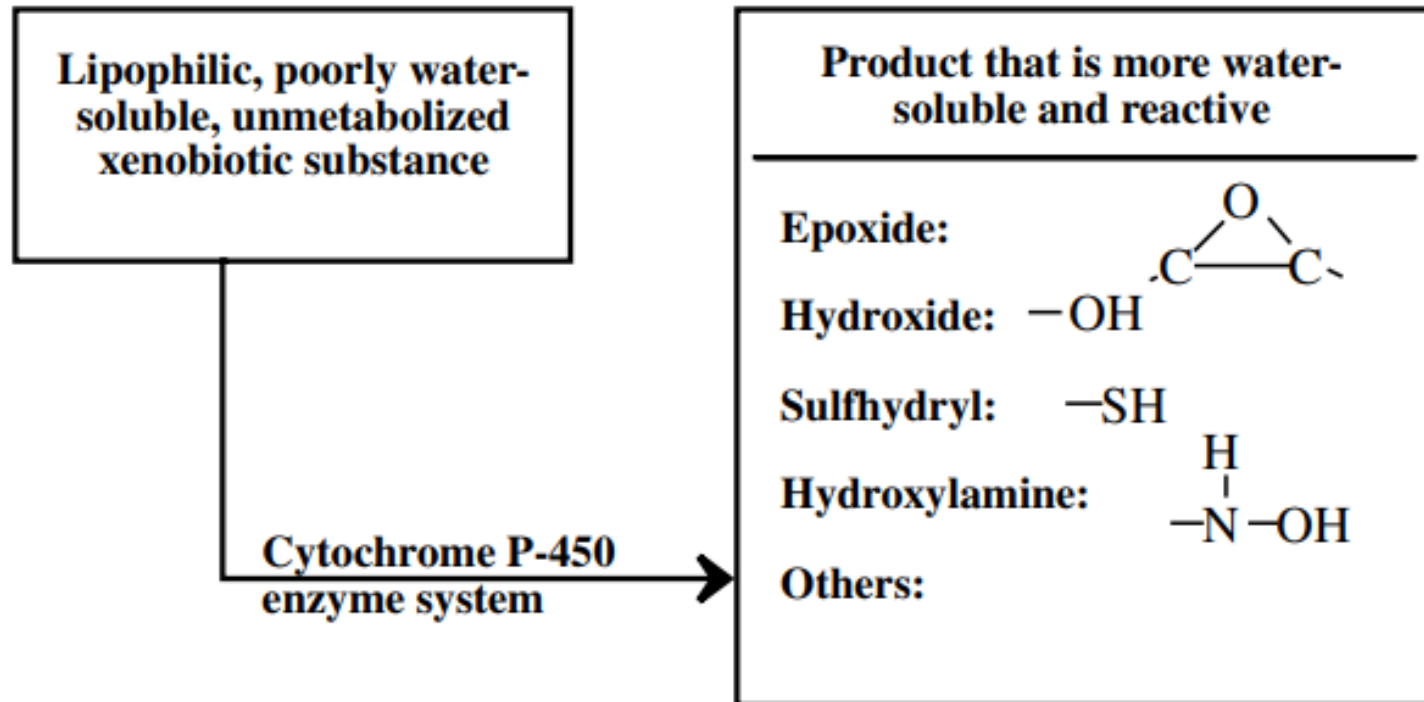 Lipophilic, poorly water-
soluble, unmetabolized
xenobiotic substance
Cytochrome P-450
enzyme system
Product that is more water-
soluble and reactive
Epoxide:
O
C C
Hydroxide: —OH
Sulfhydryl: —SH
H
Hydroxylamine: —N—OH
Others: